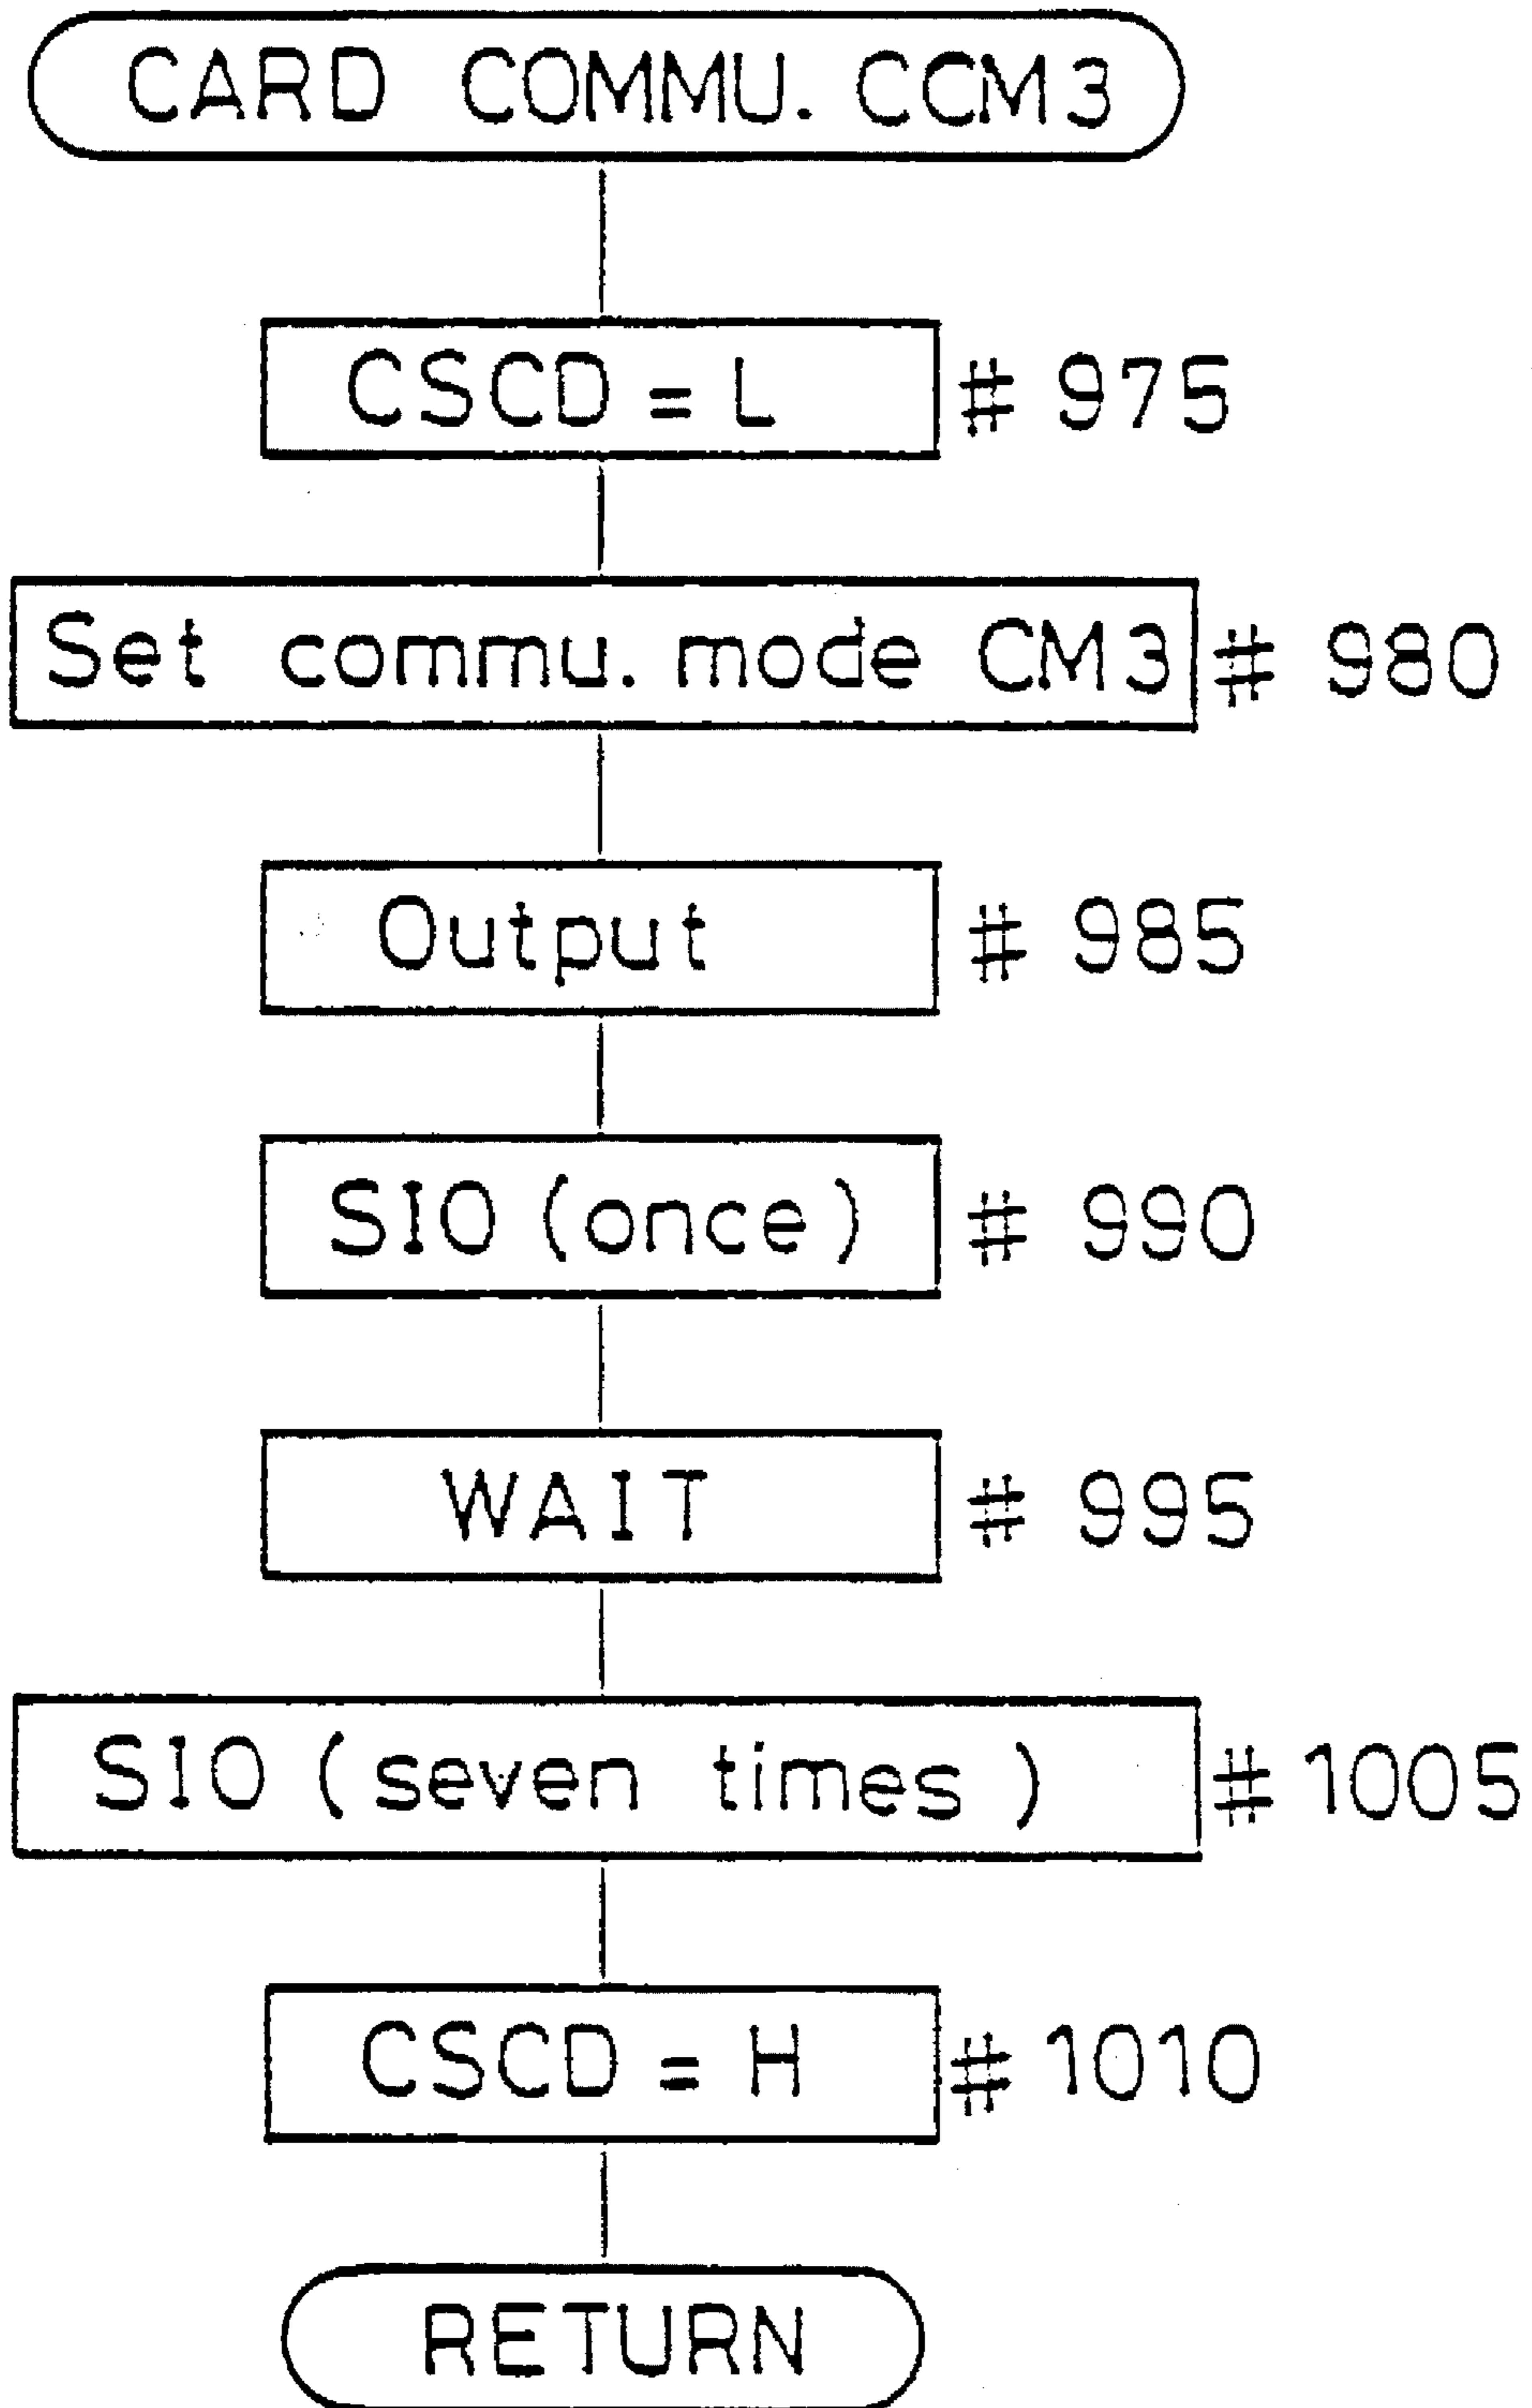 CARD COMMU. CCM3
CSCD = L # 975
Set commu. mode CM3 # 980
Output # 985
SIO (once) # 990
WAIT # 995
SIO (seven times) # 1005
CSCD = H # 1010
RETURN